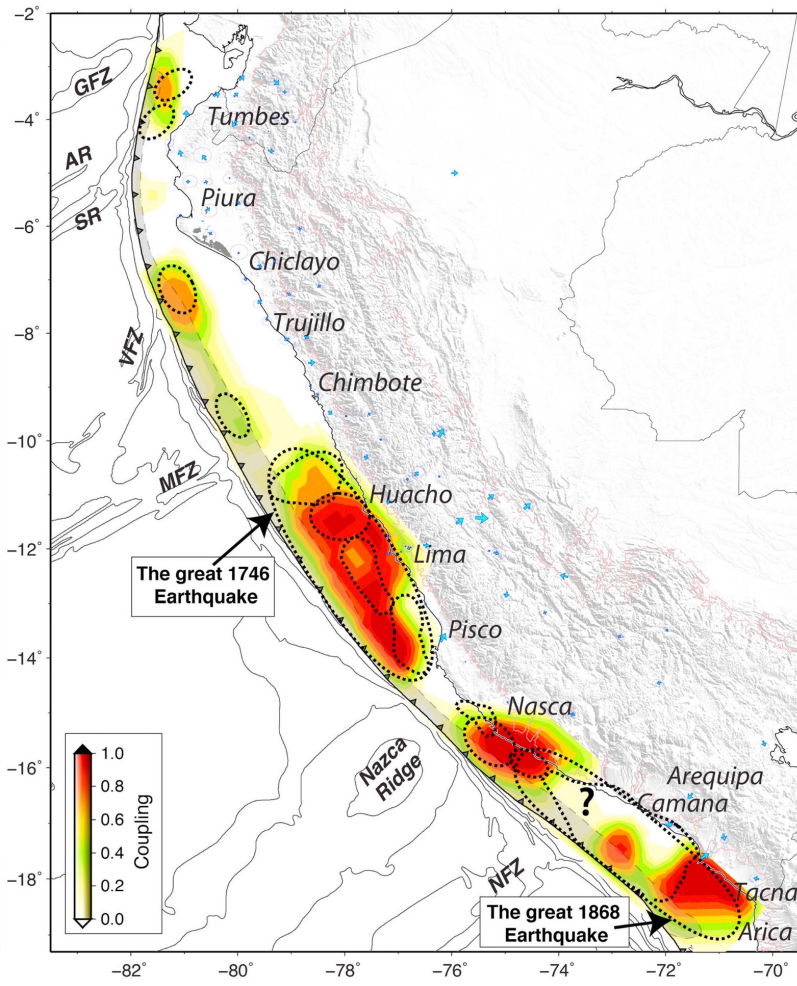 −2˚
−4˚
−6˚
−8˚
−10˚
−12˚
−14˚
−16˚
−18˚
GFZ
AR
SR
VFZ
MFZ
Tumbes
Piura
Chiclayo
Trujillo
Chimbote
Huacho
Lima
The great 1746
Earthquake
Pisco
Nasca
Nazca
Ridge
Arequipa
Camana
?
NFZ
Tacna
Arica
The great 1868
Earthquake
1.0
0.8
0.6
0.4
0.2
0.0
Coupling
−82˚
−80˚
−78˚
−76˚
−74˚
−72˚
−70˚